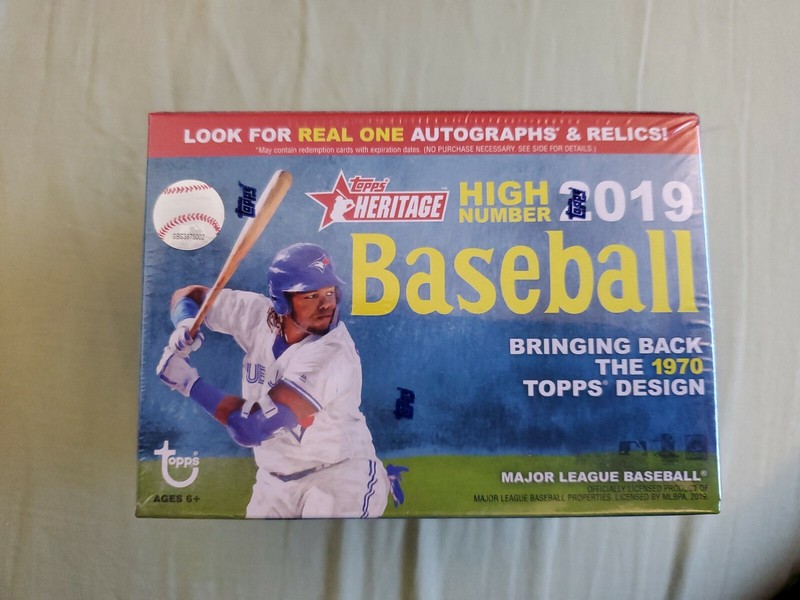 LOOK FOR REAL ONE AUTOGRAPHS® & RELICS!
*May contain redemption cards with expiration dates. (NO PURCHASE NECESSARY. SEE SIDE FOR DETAILS.)
Topps
HERITAGE
HIGH
NUMBER
2019
Baseball
BRINGING BACK
THE 1970
TOPPS® DESIGN
Topps
AGES 6+
MAJOR LEAGUE BASEBALL®
OFFICIALLY LICENSED PRODUCT OF
MAJOR LEAGUE BASEBALL PROPERTIES. LICENSED BY MLBPA, 2019.
Topps
Topps